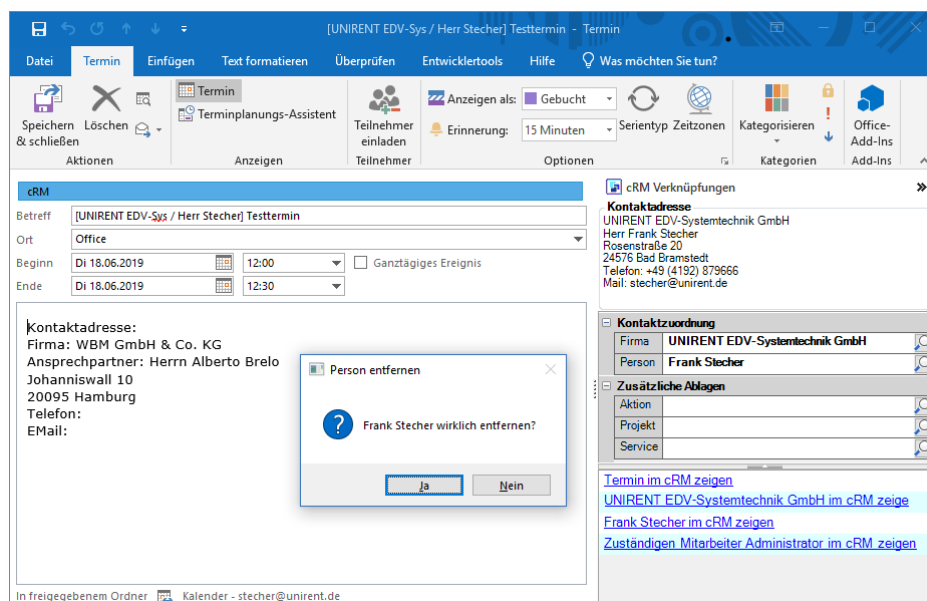 [UNIRENT EDV-Sys / Herr Stecher] Testtermin - Termin
Datei Termin Einfügen Text formatieren Überprüfen Entwicklertools Hilfe Was möchten Sie tun?
Speichern & schließen
Löschen
Aktionen
Termin
Terminplanungs-Assistent
Anzeigen
Teilnehmer einladen
Teilnehmer
Anzeigen als: Gebucht
Erinnerung: 15 Minuten
Serientyp Zeitzonen
Optionen
Kategorisieren
Kategorien
Office-Add-Ins
Add-Ins
cRM
Betreff [UNIRENT EDV-Sys / Herr Stecher] Testtermin
Ort Office
Beginn Di 18.06.2019 12:00 Ganztägiges Ereignis
Ende Di 18.06.2019 12:30
Kontaktadresse:
Firma: WBM GmbH & Co. KG
Ansprechpartner: Herrn Alberto Brelo
Johanniswall 10
20095 Hamburg
Telefon:
EMail:
Person entfernen
Frank Stecher wirklich entfernen?
Ja Nein
cRM Verknüpfungen
Kontaktadresse
UNIRENT EDV-Systemtechnik GmbH
Herr Frank Stecher
Rosenstraße 20
24576 Bad Bramstedt
Telefon: +49 (4192) 879666
Mail: stecher@unirent.de
Kontaktzuordnung
Firma UNIRENT EDV-Systemtechnik GmbH
Person Frank Stecher
Zusätzliche Ablagen
Aktion
Projekt
Service
Termin im cRM zeigen
UNIRENT EDV-Systemtechnik GmbH im cRM zeige
Frank Stecher im cRM zeigen
Zuständigen Mitarbeiter Administrator im cRM zeigen
In freigegebenem Ordner Kalender - stecher@unirent.de